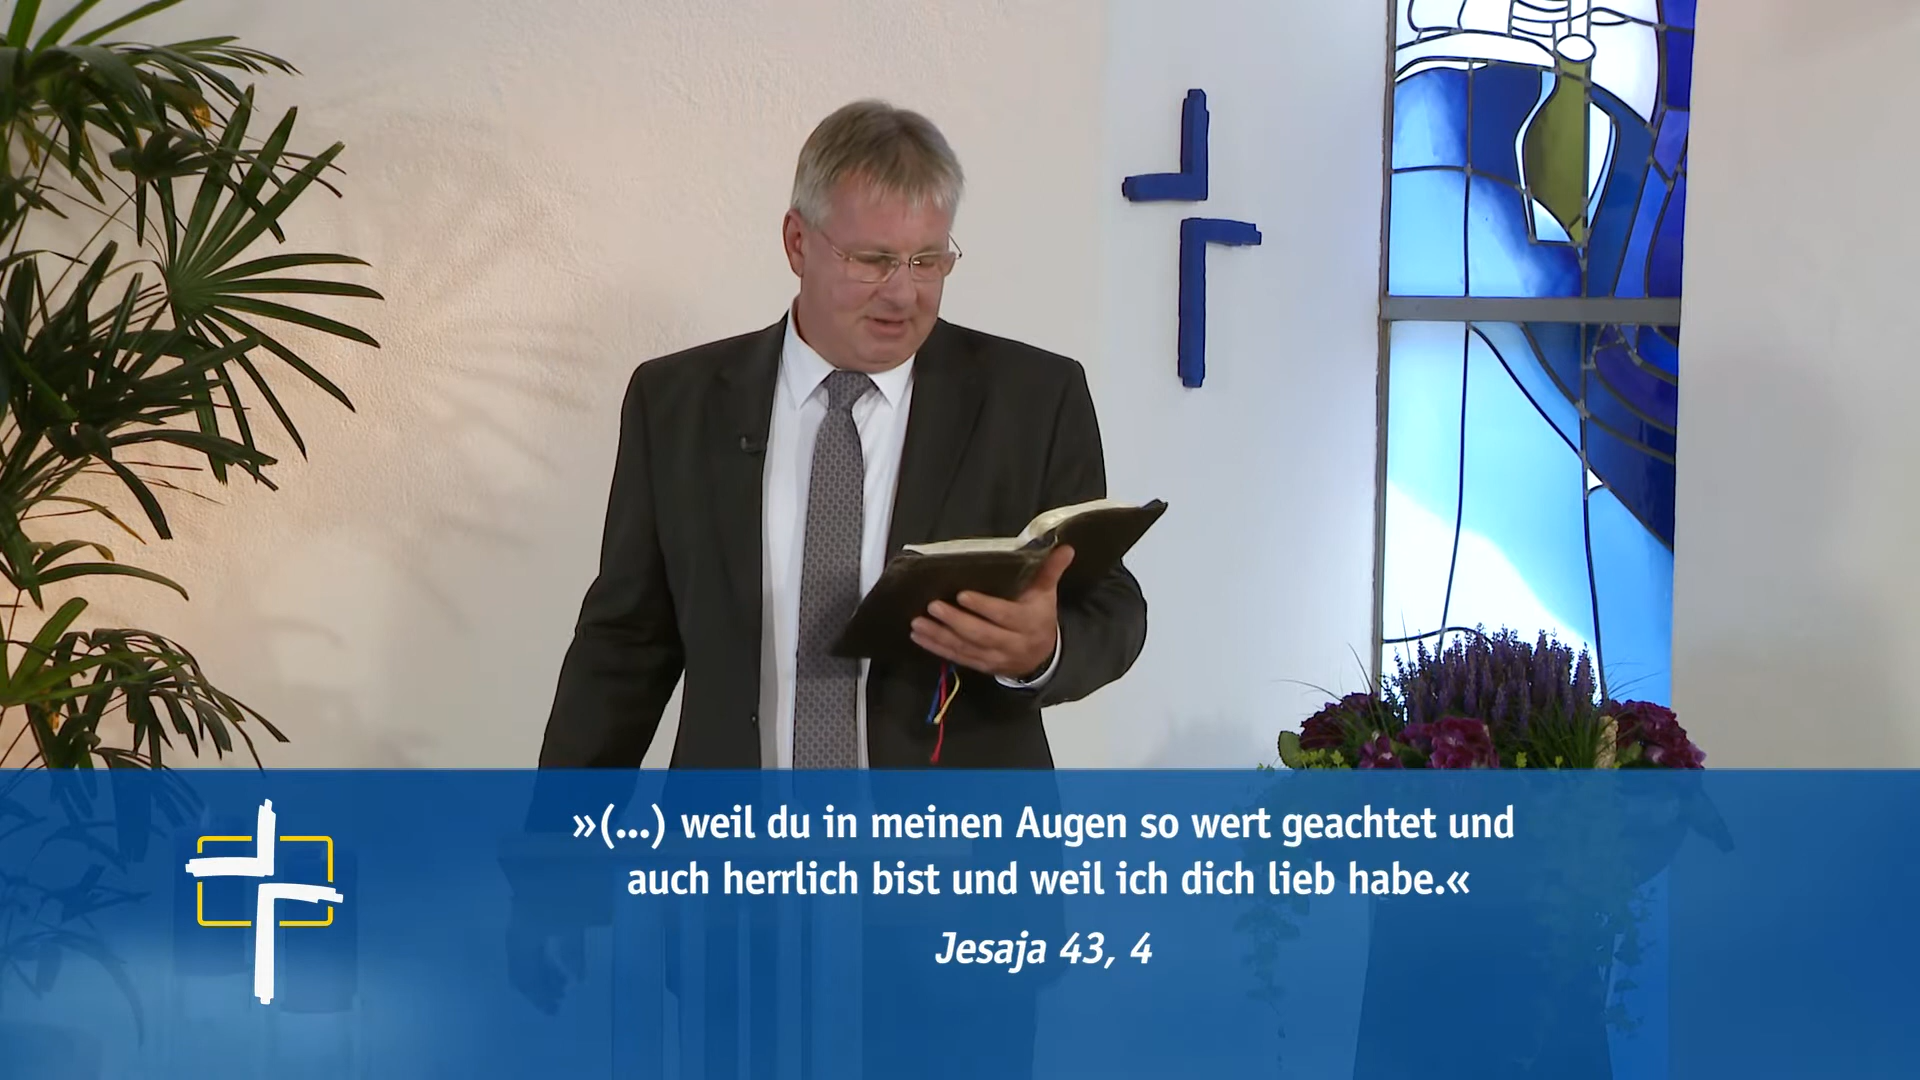 »(...) weil du in meinen Augen so wert geachtet und
auch herrlich bist und weil ich dich lieb habe.«
Jesaja 43, 4